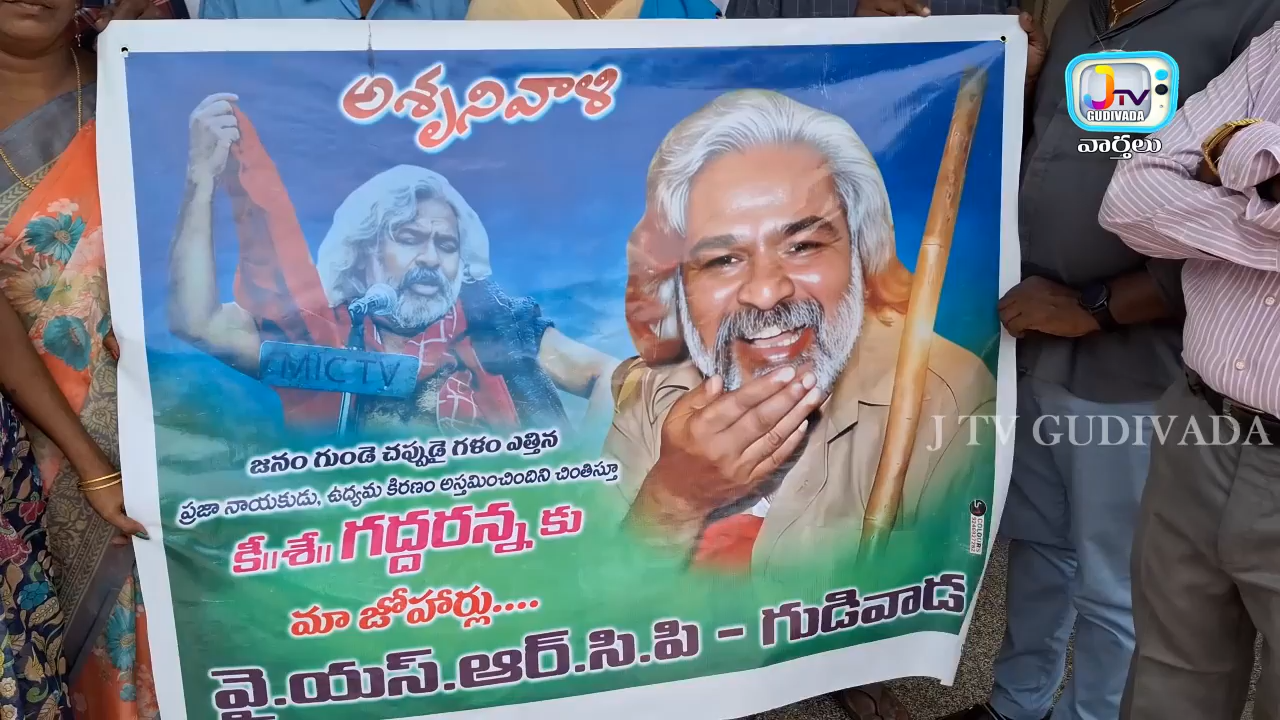 అశృనివాళి
JTV
GUDIVADA
వార్తలు
MIC TV
జనం గుండె చప్పుడై గళం ఎత్తిన
ప్రజా నాయకుడు, ఉద్యమ కిరణం అస్తమించిందిని చింతిస్తూ
కీ॥శే॥ గద్దరన్న కు
మా జోహార్లు....
వై.యస్.ఆర్.సి.పి - గుడివాడ
J TV GUDIVADA